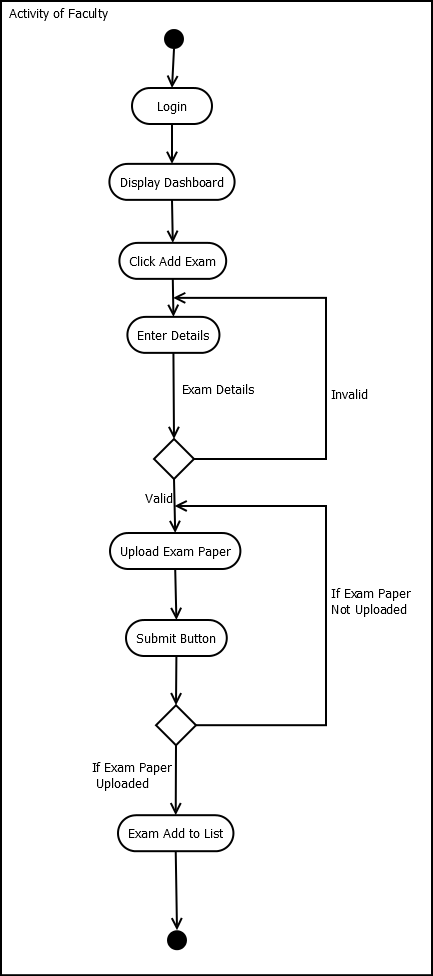 Activity of Faculty
Login
Display Dashboard
Click Add Exam
Enter Details
Exam Details
Invalid
Valid
Upload Exam Paper
If Exam Paper
Not Uploaded
Submit Button
If Exam Paper
Uploaded
Exam Add to List